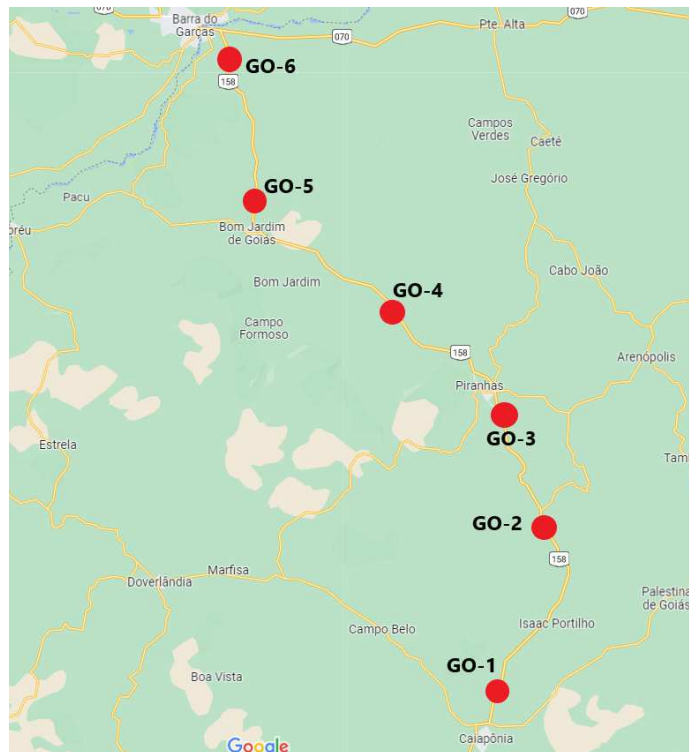 070
Barra do
Garças
070
Pte. Alta
070
GO-6
158
Campos
Verdes
Caeté
José Gregório
GO-5
Pacu
Bom Jardim
de Goiás
réu
Bom Jardim
GO-4
Cabo João
Campo
Formoso
158
Arenópolis
Piranhas
GO-3
Estrela
Tam
GO-2
158
Marfisa
Doverlândia
Palestina
de Goiás
Isaac Portilho
Campo Belo
GO-1
Boa Vista
Caiapônia
Google